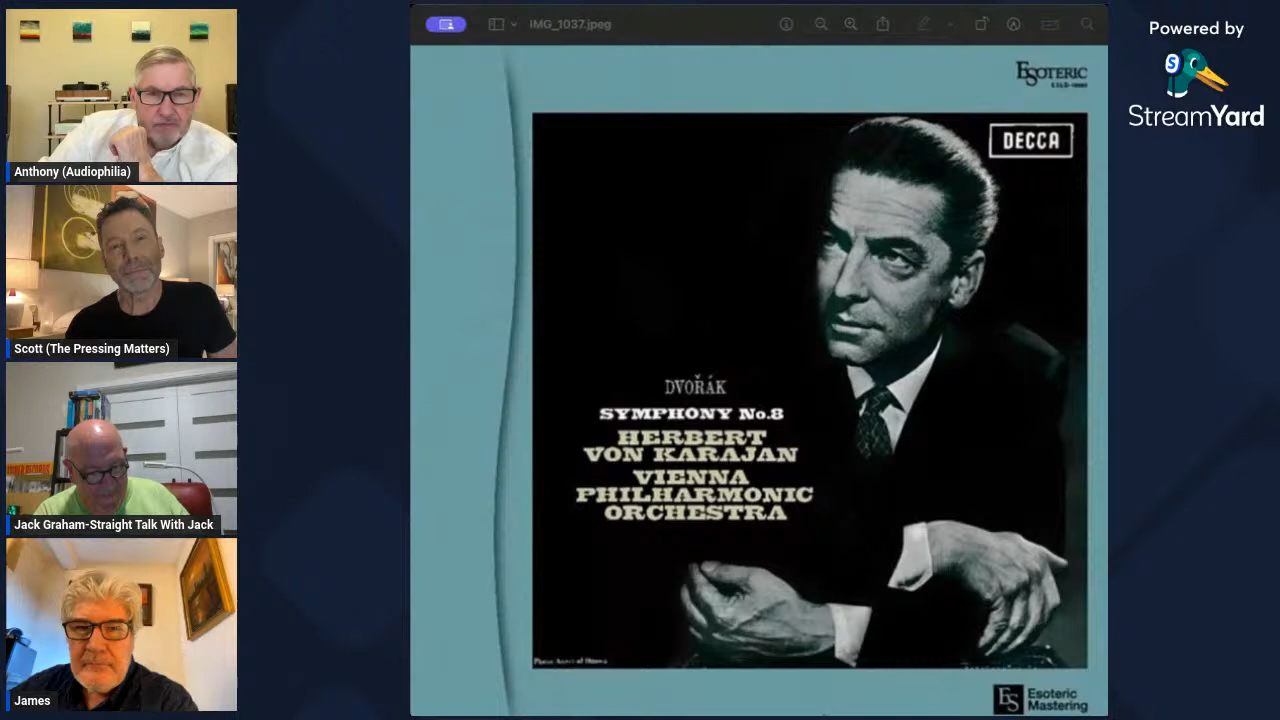 IMG_1037.jpeg
Powered by
StreamYard
Anthony (Audiophilia)
Scott (The Pressing Matters)
Jack Graham-Straight Talk With Jack
James
ESOTERIC
DECCA
DVOŘÁK
SYMPHONY No.8
HERBERT
VON KARAJAN
VIENNA
PHILHARMONIC
ORCHESTRA
ES
Esoteric
Mastering